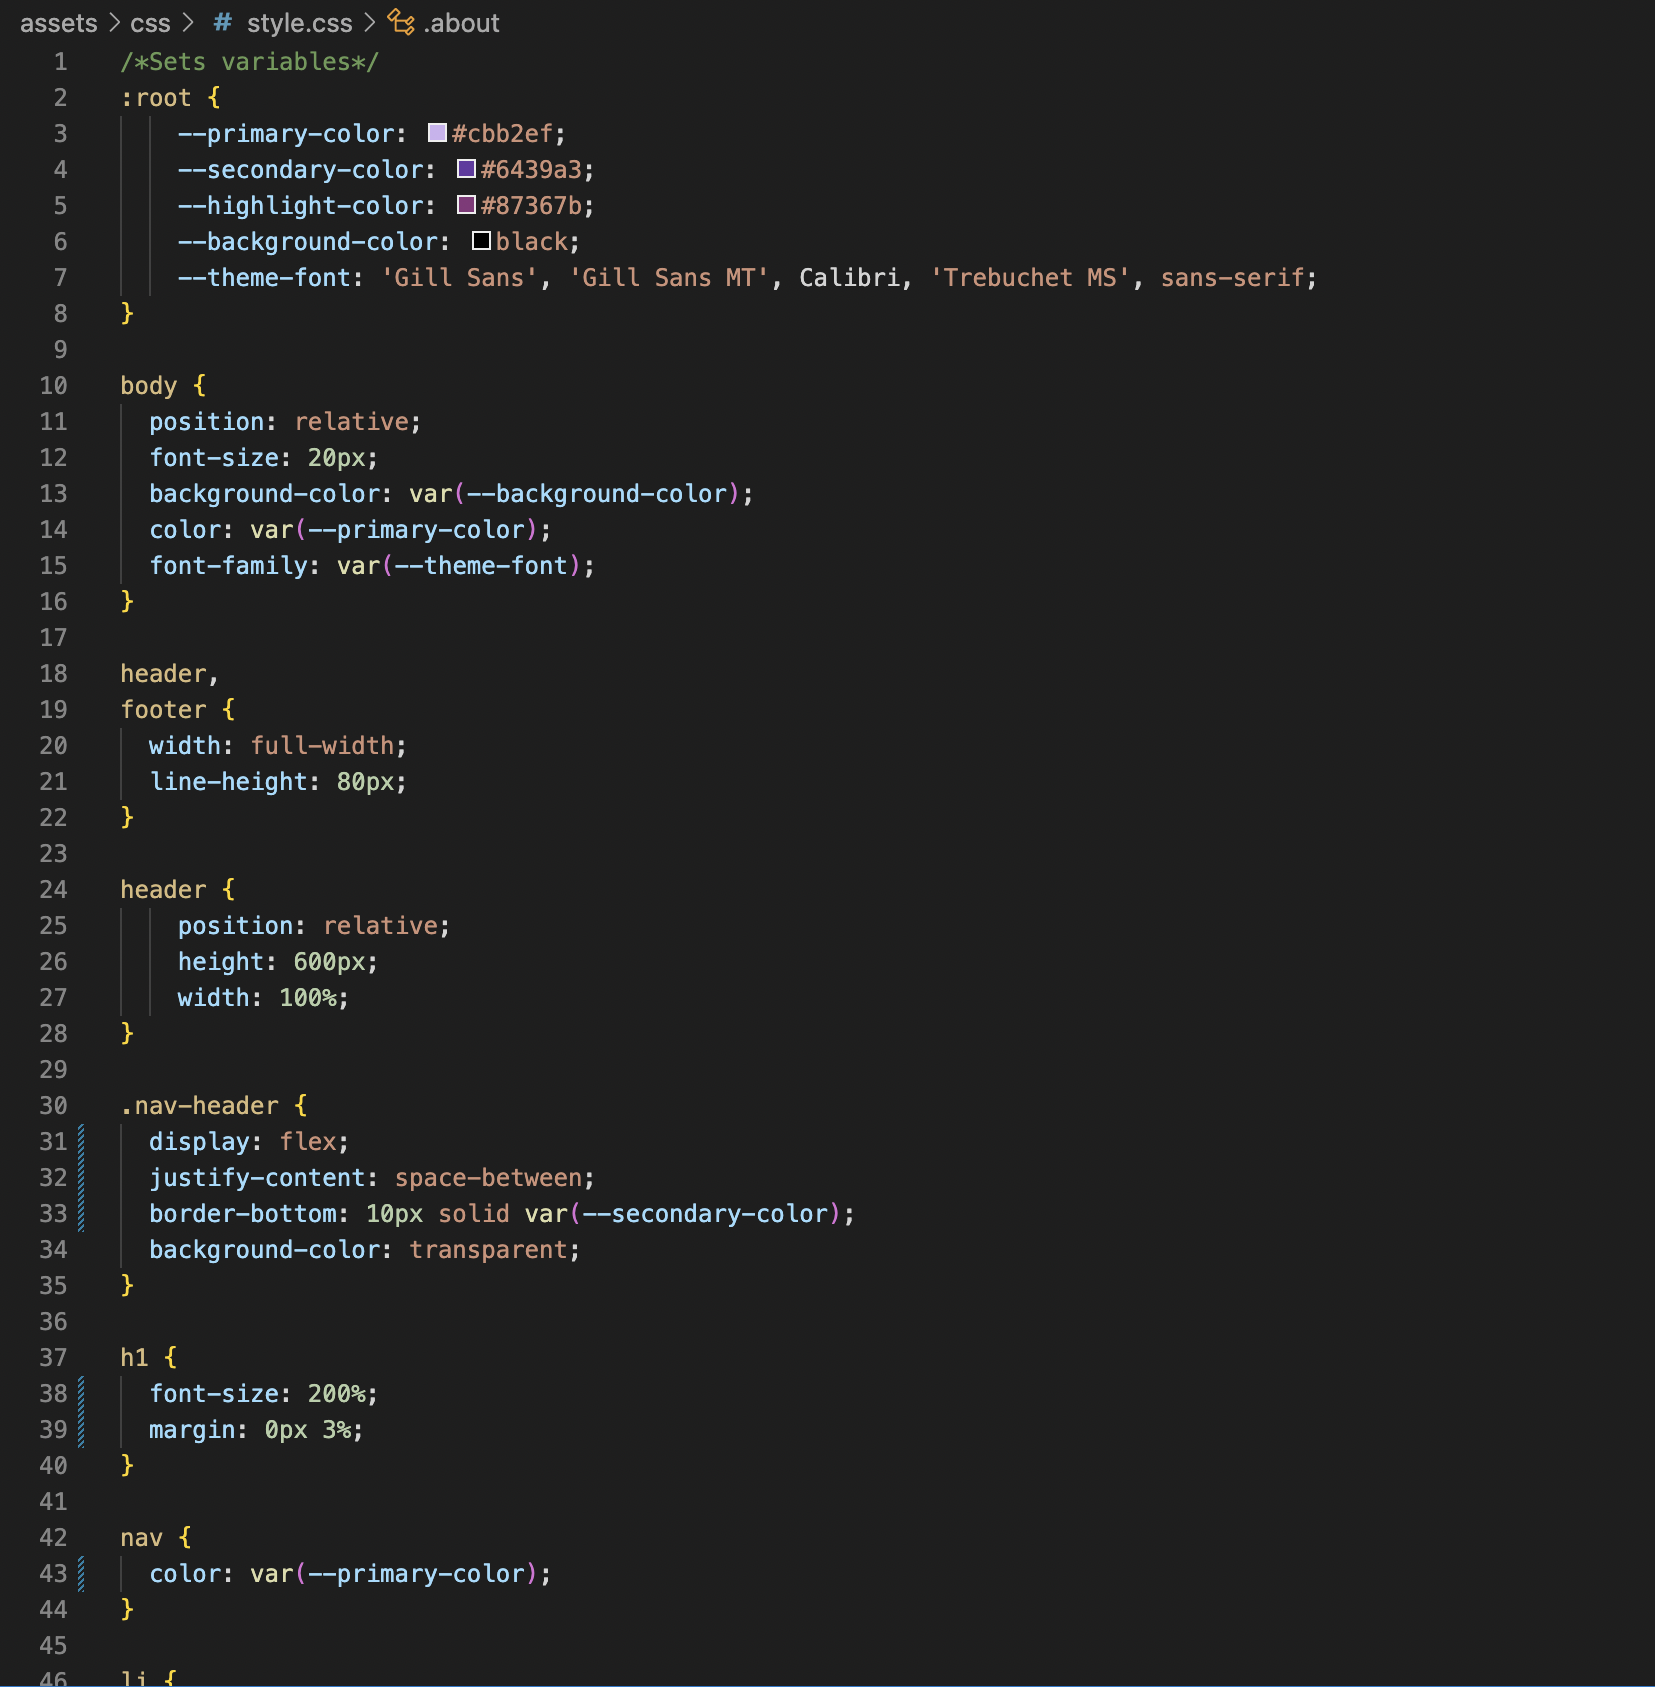 assets > css > # style.css > .about
1 /*Sets variables*/
2 :root {
3 --primary-color: #cbb2ef;
4 --secondary-color: #6439a3;
5 --highlight-color: #87367b;
6 --background-color: black;
7 --theme-font: 'Gill Sans', 'Gill Sans MT', Calibri, 'Trebuchet MS', sans-serif;
8 }
9
10 body {
11 position: relative;
12 font-size: 20px;
13 background-color: var(--background-color);
14 color: var(--primary-color);
15 font-family: var(--theme-font);
16 }
17
18 header,
19 footer {
20 width: full-width;
21 line-height: 80px;
22 }
23
24 header {
25 position: relative;
26 height: 600px;
27 width: 100%;
28 }
29
30 .nav-header {
31 display: flex;
32 justify-content: space-between;
33 border-bottom: 10px solid var(--secondary-color);
34 background-color: transparent;
35 }
36
37 h1 {
38 font-size: 200%;
39 margin: 0px 3%;
40 }
41
42 nav {
43 color: var(--primary-color);
44 }
45
46 li {